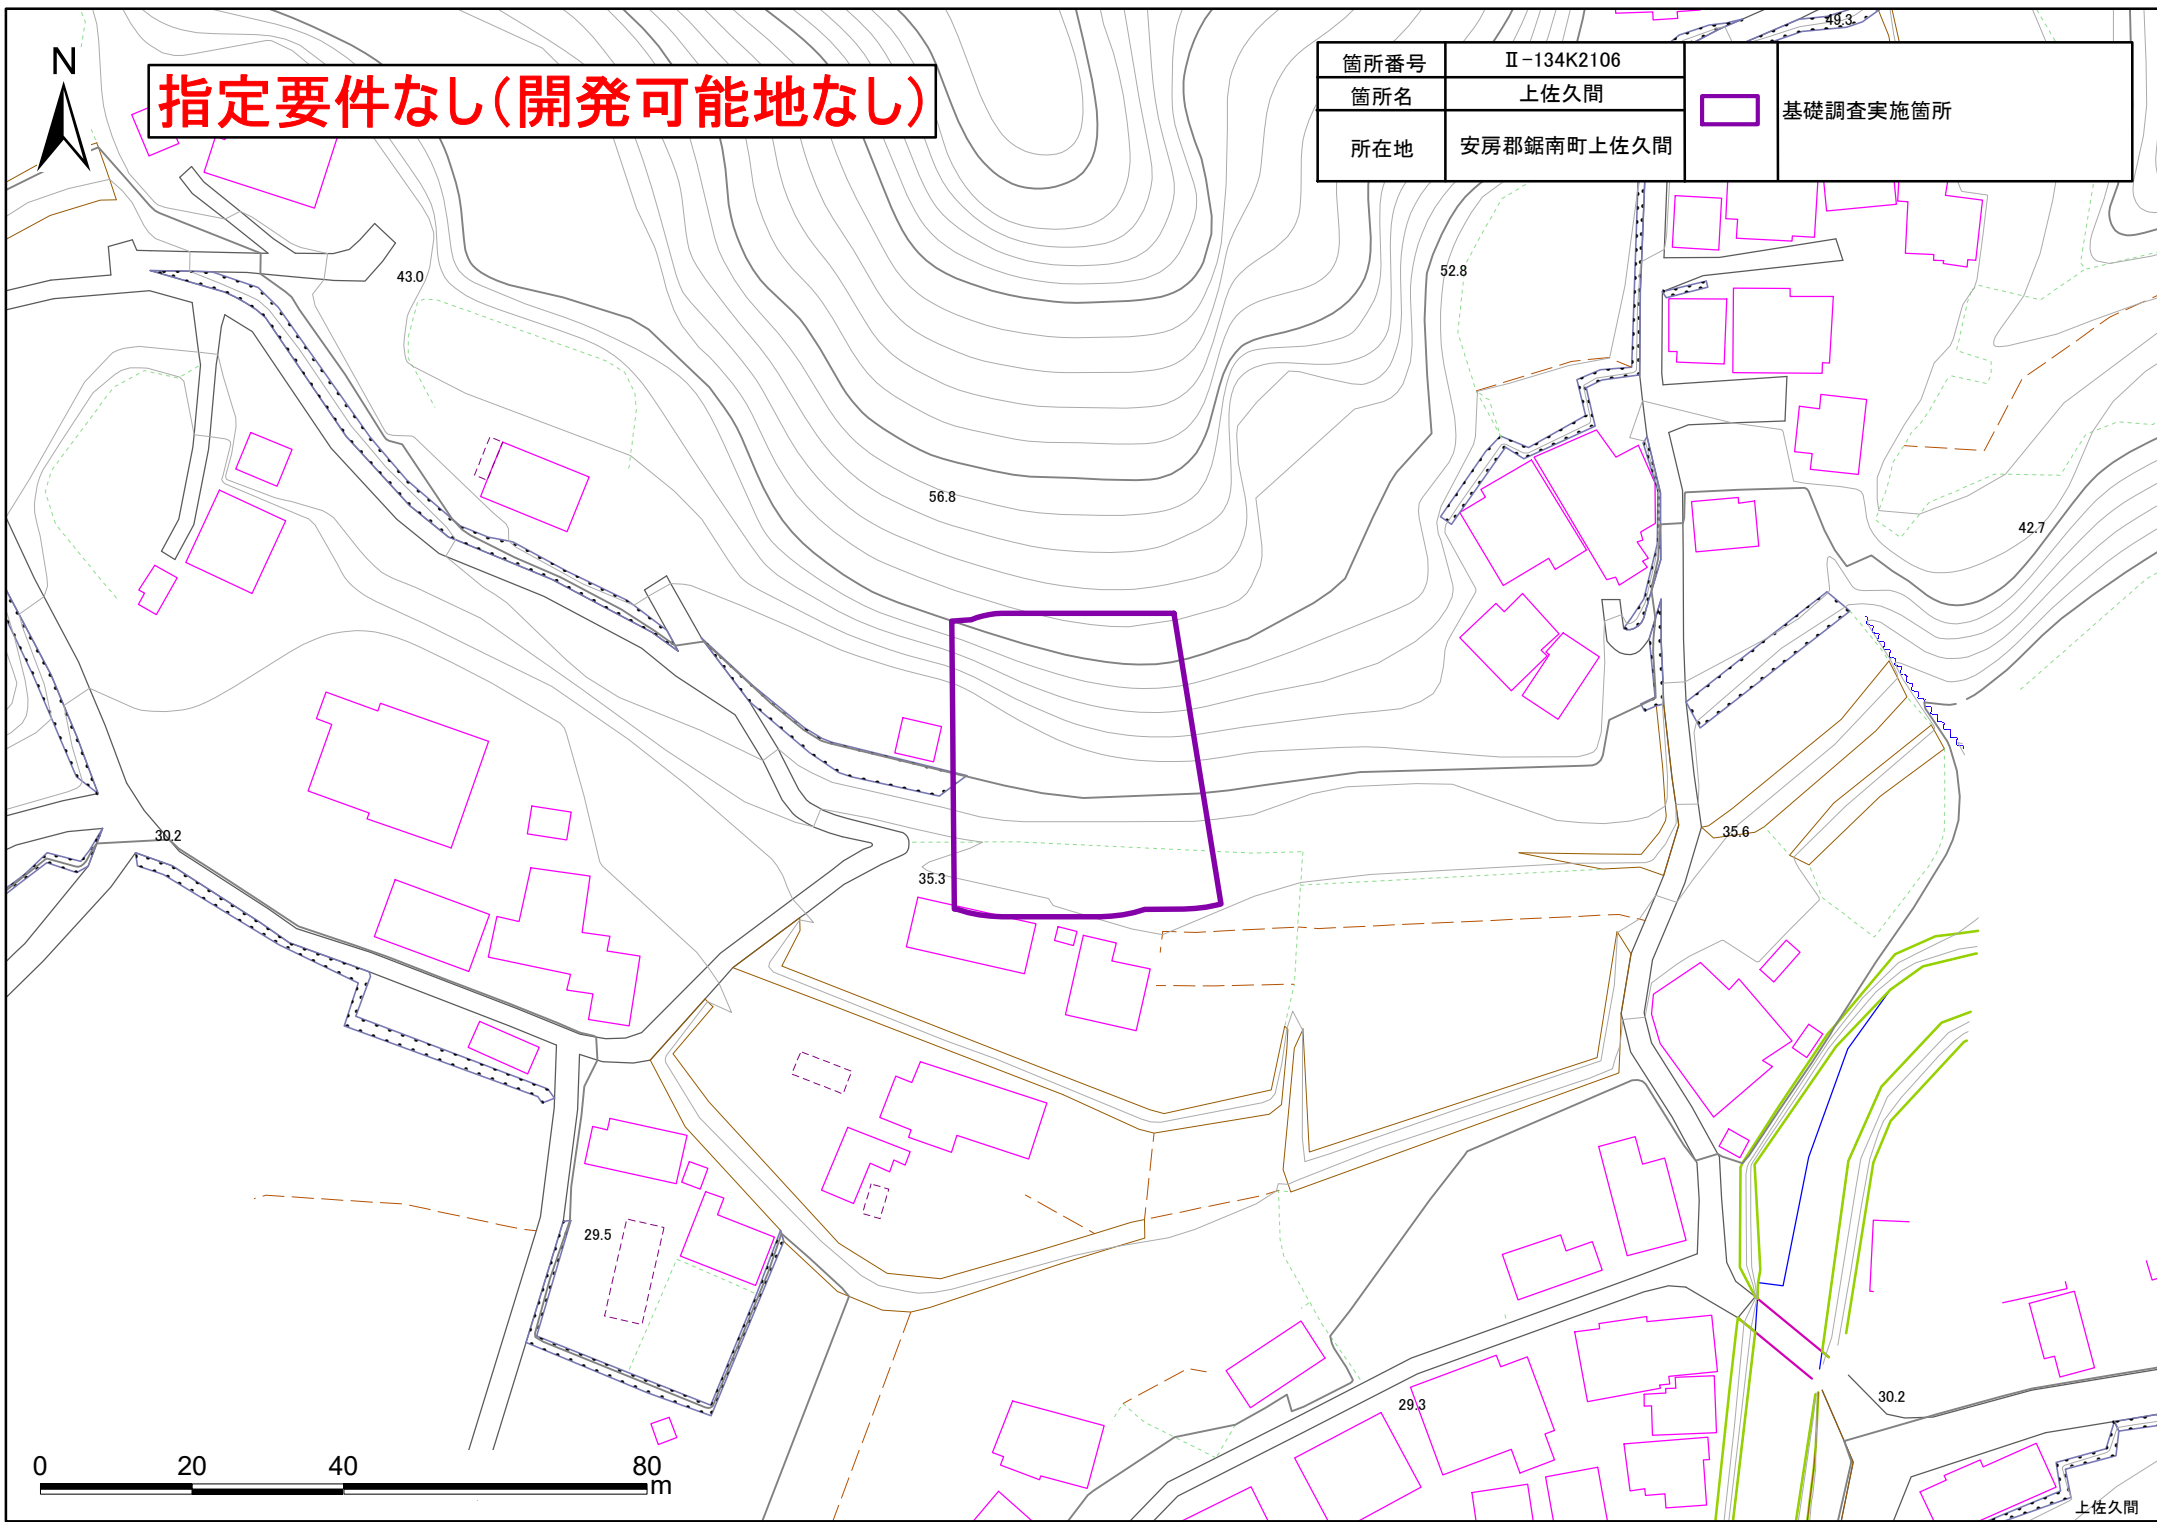 N
指定要件なし(開発可能地なし)
箇所番号 Ⅱ-134K2106
箇所名 上佐久間
所在地 安房郡鋸南町上佐久間
基礎調査実施箇所
49.3
43.0
52.8
56.8
42.7
30.2
35.6
35.3
29.5
29.3
30.2
0 20 40 80
m
上佐久間